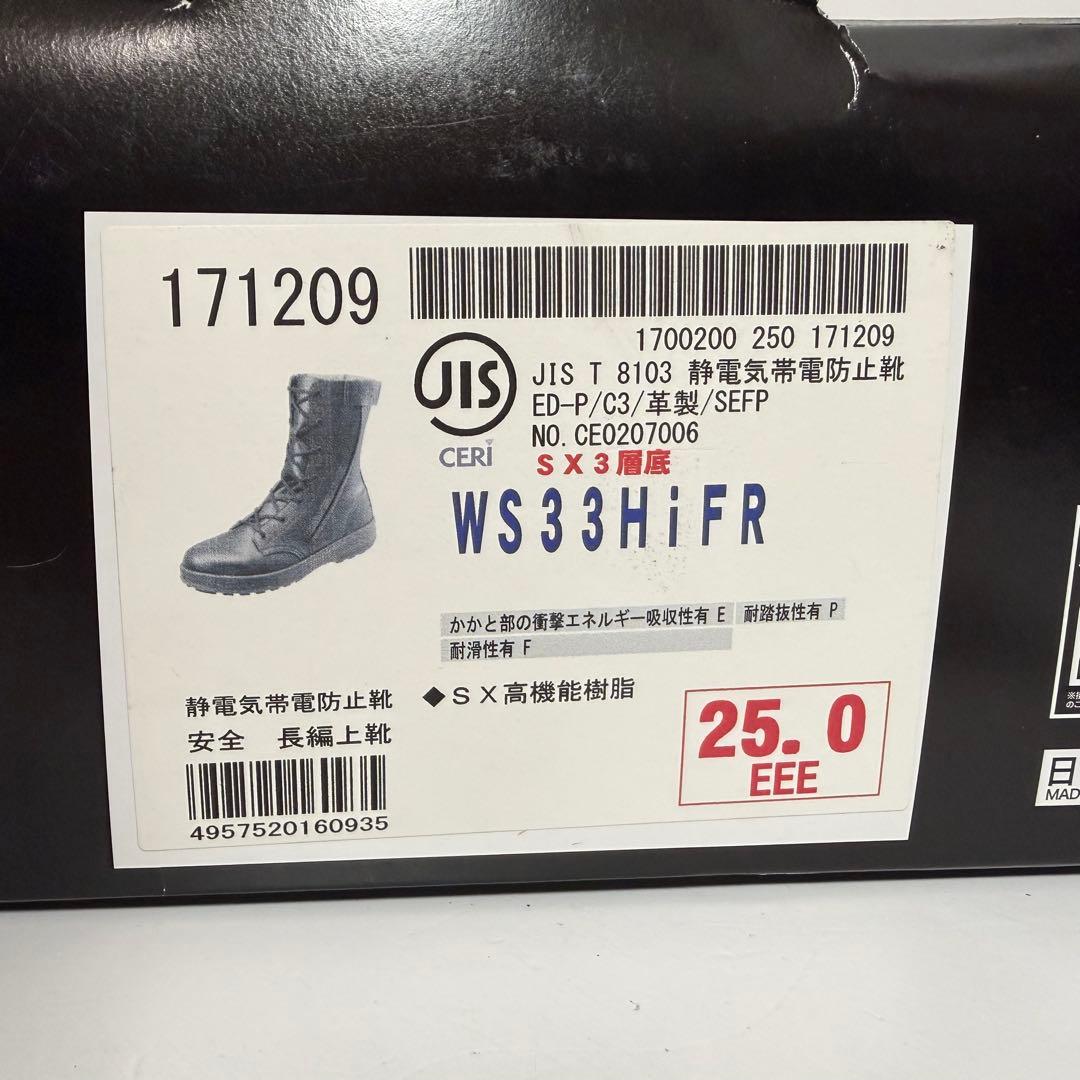 171209
1700200 250 171209
JIS
CERI
JIS T 8103 静電気帯電防止靴
ED-P/C3/革製/SEFP
NO. CE0207006
SX3層底
WS33HiFR
かかと部の衝撃エネルギー吸収性有 E 耐踏抜性有 P
耐滑性有 F
◆SX高機能樹脂
静電気帯電防止靴
安全 長編上靴
4957520160935
25.0
EEE
日
MAD